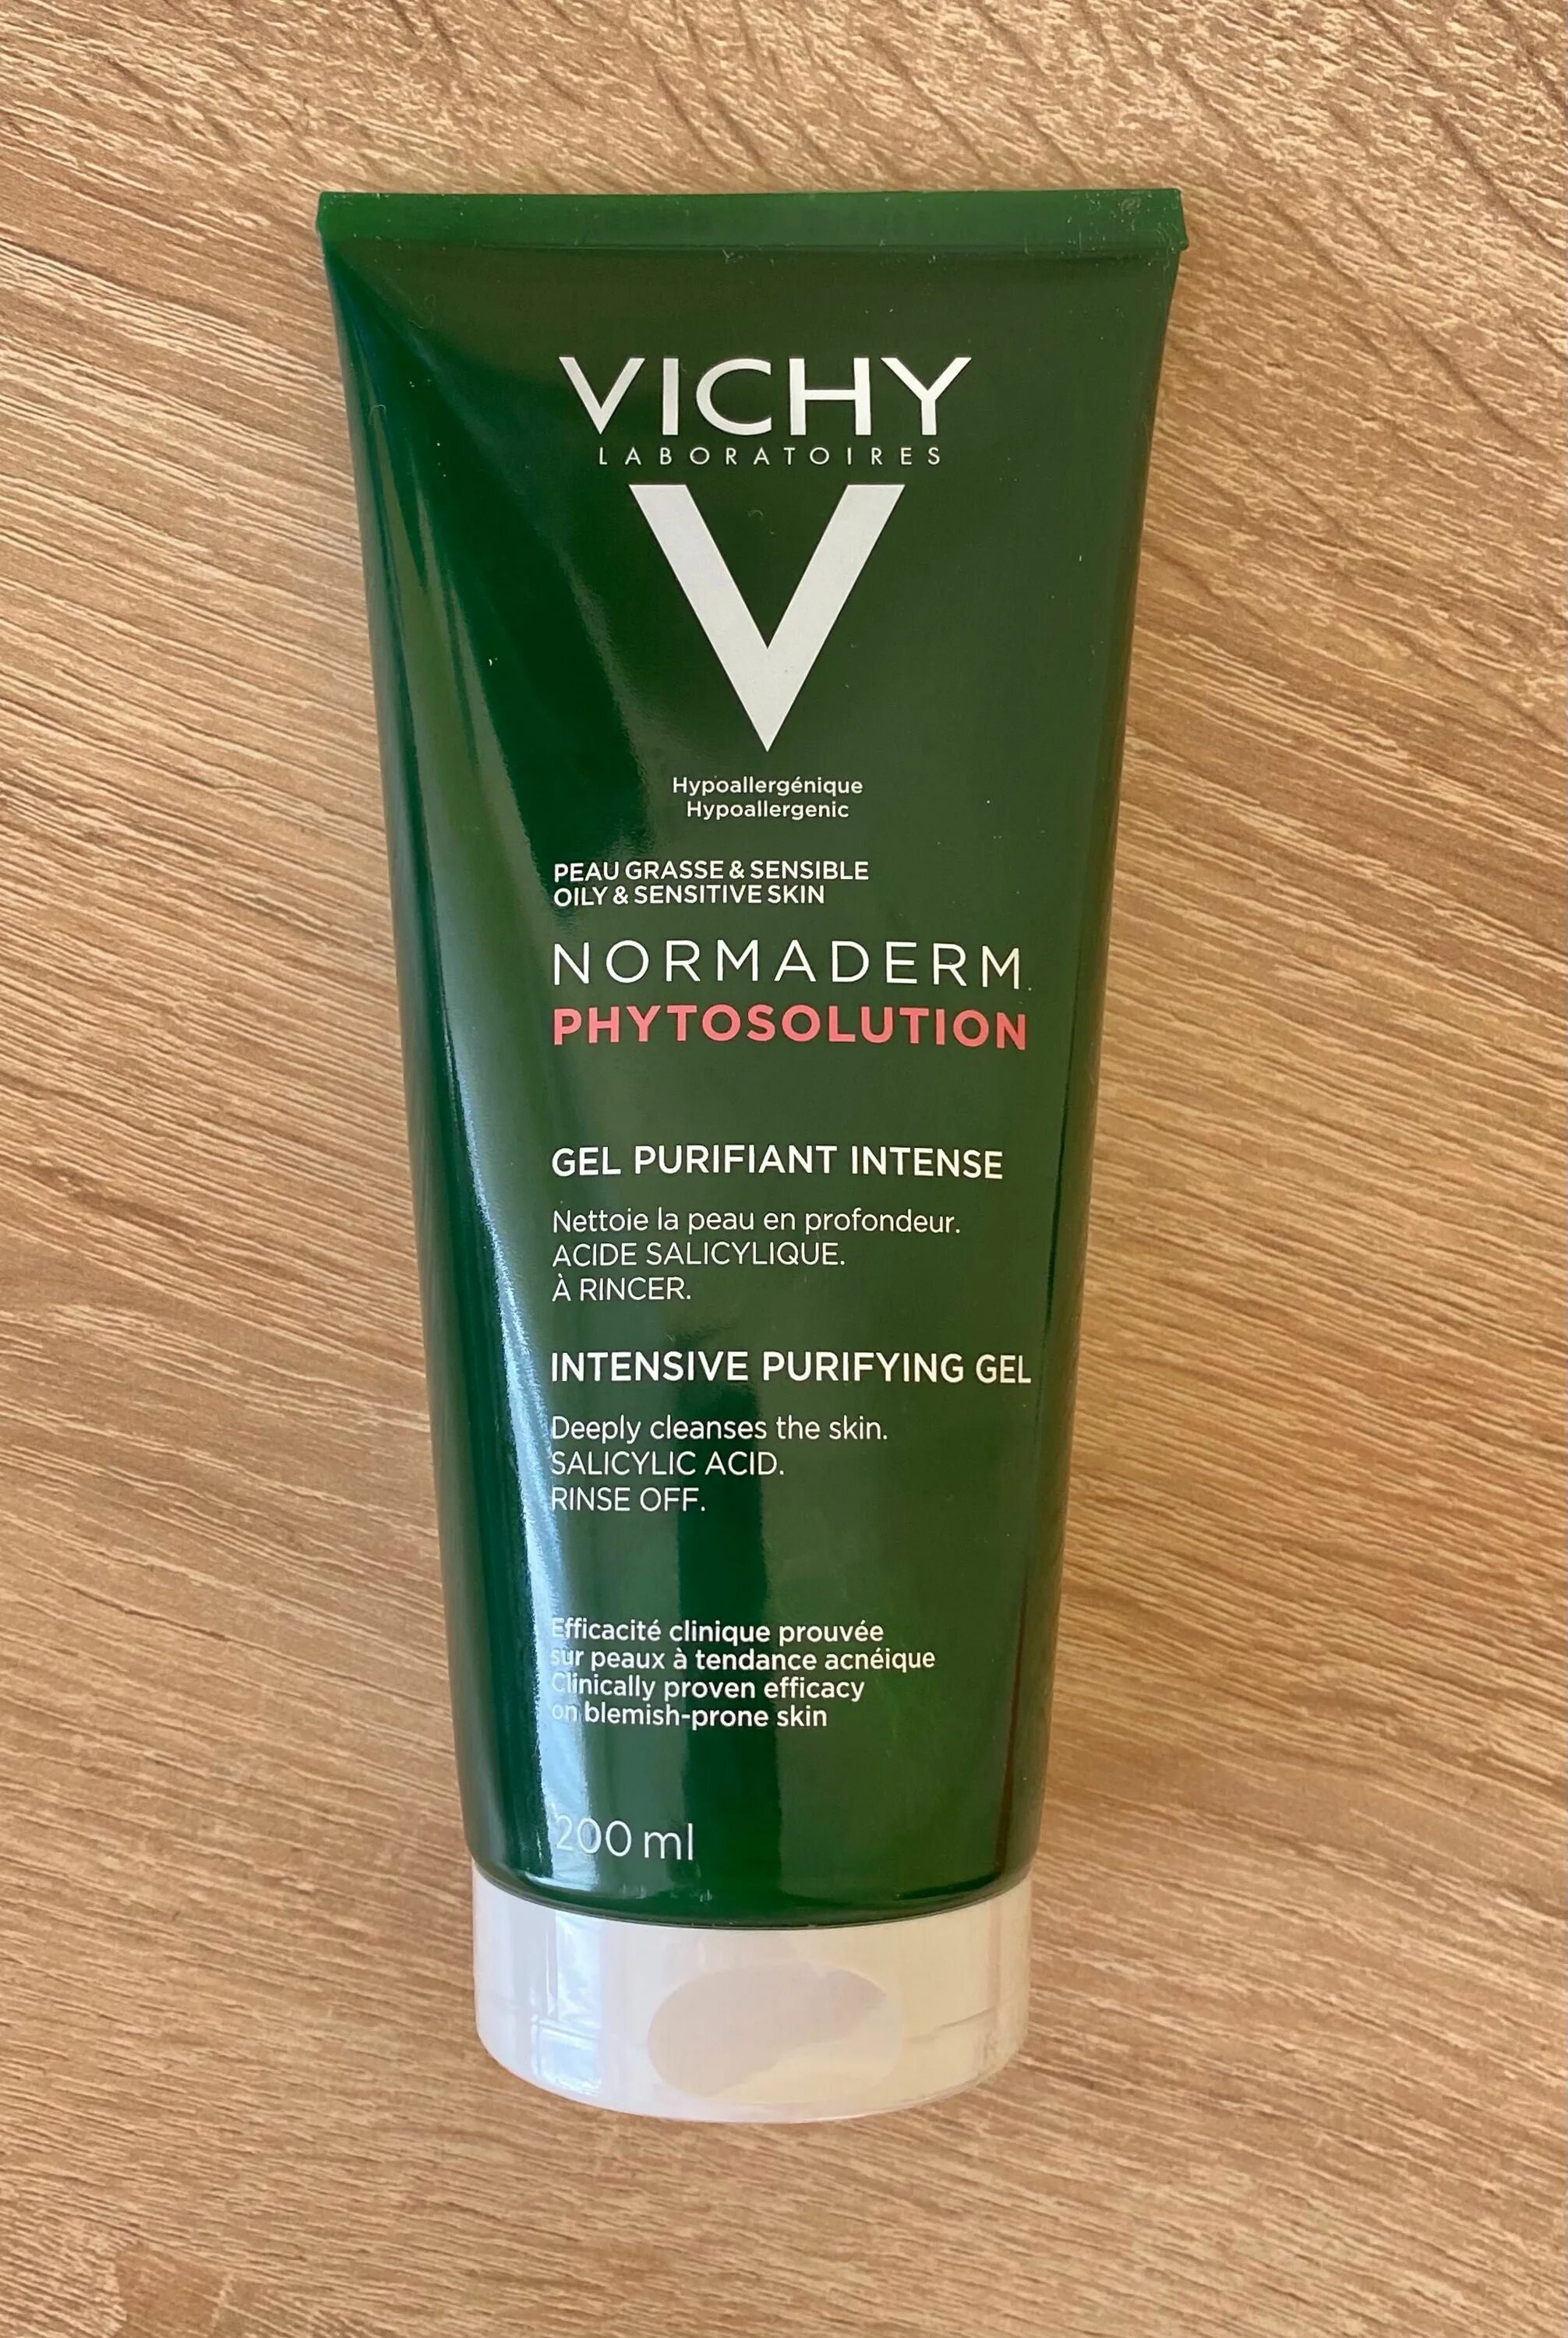 VICHY
LABORATOIRES
V
Hypoallergénique
Hypoallergenic
PEAU GRASSE & SENSIBLE
OILY & SENSITIVE SKIN
NORMADERM
PHYTOSOLUTION
GEL PURIFIANT INTENSE
Nettoie la peau en profondeur.
ACIDE SALICYLIQUE.
À RINCER.
INTENSIVE PURIFYING GEL
Deeply cleanses the skin.
SALICYLIC ACID.
RINSE OFF.
Efficacité clinique prouvée
sur peaux à tendance acnéique
Clinically proven efficacy
on blemish-prone skin
200 ml